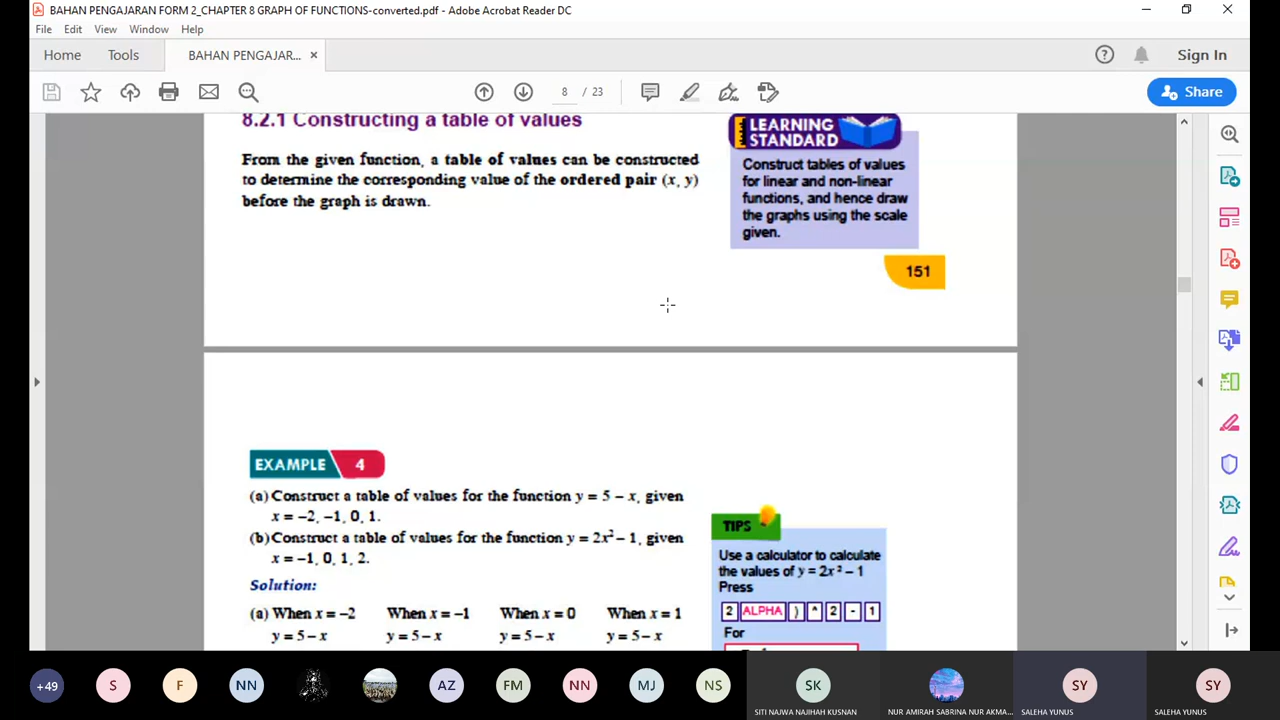 BAHAN PENGAJARAN FORM 2_CHAPTER 8 GRAPH OF FUNCTIONS-converted.pdf - Adobe Acrobat Reader DC
File Edit View Window Help
Home Tools BAHAN PENGAJAR... × ? Sign In
8 / 23 Share
8.2.1 Constructing a table of values
From the given function, a table of values can be constructed
to determine the corresponding value of the ordered pair (x, y)
before the graph is drawn.
LEARNING
STANDARD
Construct tables of values
for linear and non-linear
functions, and hence draw
the graphs using the scale
given.
151
EXAMPLE 4
(a) Construct a table of values for the function y = 5 – x, given
x = –2, –1, 0, 1.
(b) Construct a table of values for the function y = 2x² – 1, given
x = –1, 0, 1, 2.
Solution:
(a) When x = –2 When x = –1 When x = 0 When x = 1
y = 5 – x y = 5 – x y = 5 – x y = 5 – x
TIPS
Use a calculator to calculate
the values of y = 2x² – 1
Press
2 ALPHA ) ^ 2 - 1
For
+49 S F NN AZ FM NN MJ NS SK SY SY
SITI NAJWA NAJIHAH KUSNAN NUR AMIRAH SABRINA NUR AKMA... SALEHA YUNUS SALEHA YUNUS